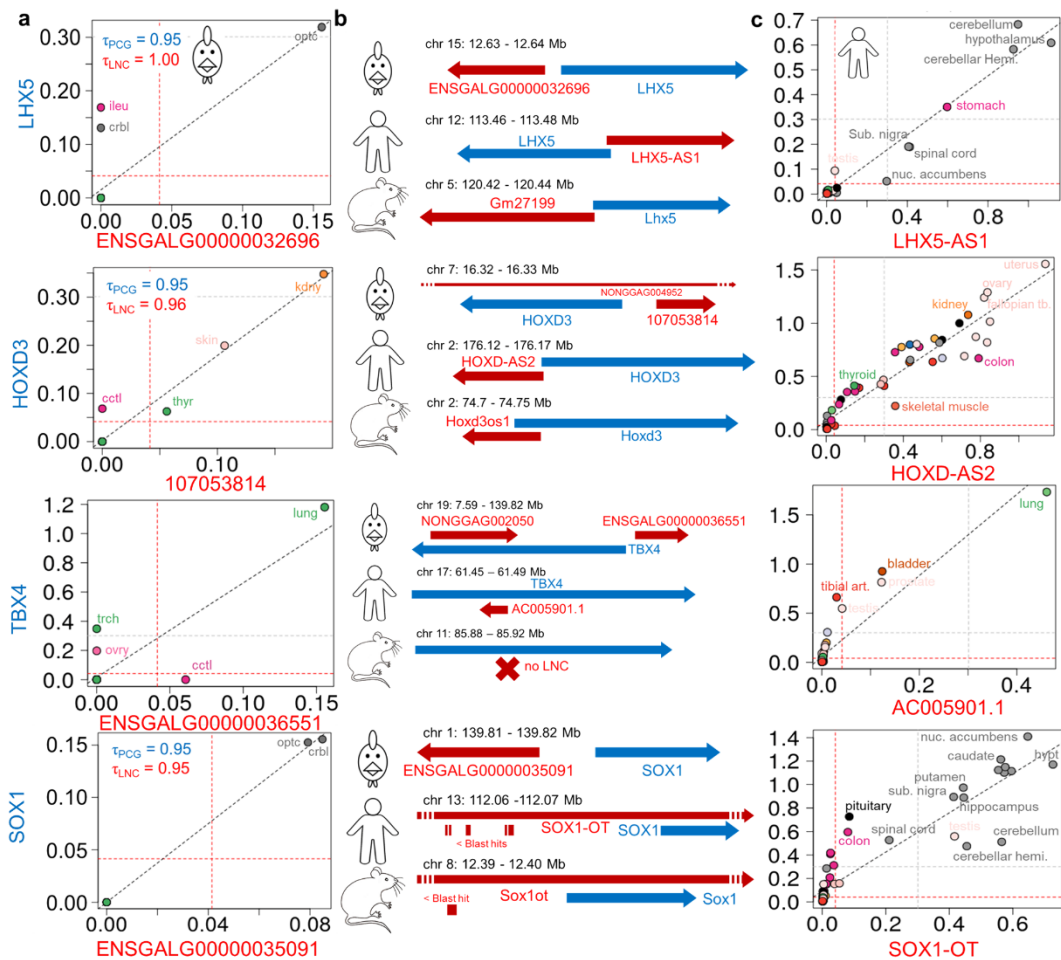 a
b
c
0.30
0.20
0.10
0.00
LHX5
τPCG = 0.95
τLNC = 1.00
optc
ileu
crbl
0.00
0.05
0.10
0.15
ENSGALG00000032696
chr 15: 12.63 - 12.64 Mb
ENSGALG00000032696
LHX5
chr 12: 113.46 - 113.48 Mb
LHX5
LHX5-AS1
chr 5: 120.42 - 120.44 Mb
Gm27199
Lhx5
0.7
0.6
0.5
0.4
0.3
0.2
0.1
0.0
cerebellum
hypothalamus
cerebellar Hemi.
stomach
Sub. nigra
spinal cord
testis
nuc. accumbens
0.0
0.4
0.8
LHX5-AS1
0.30
0.20
0.10
0.00
HOXD3
τPCG = 0.95
τLNC = 0.96
kdny
skin
cctl
thyr
0.00
0.10
107053814
chr 7: 16.32 - 16.33 Mb
NONGGAG004952
HOXD3
107053814
chr 2: 176.12 - 176.17 Mb
HOXD-AS2
HOXD3
chr 2: 74.7 - 74.75 Mb
Hoxd3os1
Hoxd3
1.5
1.0
0.5
0.0
uterus
ovary
fallopian tb.
kidney
colon
thyroid
skeletal muscle
0.0
0.4
0.8
HOXD-AS2
1.2
1.0
0.8
0.6
0.4
0.2
0.0
TBX4
lung
trch
ovry
cctl
0.00
0.05
0.10
0.15
ENSGALG00000036551
chr 19: 7.59 - 139.82 Mb
NONGGAG002050
ENSGALG00000036551
TBX4
chr 17: 61.45 – 61.49 Mb
TBX4
AC005901.1
chr 11: 85.88 - 85.92 Mb
no LNC
1.5
1.0
0.5
0.0
lung
bladder
prostate
tibial art.
testis
0.0
0.2
0.4
AC005901.1
0.15
0.10
0.05
0.00
SOX1
τPCG = 0.95
τLNC = 0.95
optc
crbl
0.00
0.02
0.04
0.06
0.08
ENSGALG00000035091
chr 1: 139.81 - 139.82 Mb
ENSGALG00000035091
SOX1
chr 13: 112.06 -112.07 Mb
SOX1-OT
SOX1
< Blast hits
chr 8: 12.39 - 12.40 Mb
< Blast hit
Sox1ot
Sox1
1.4
1.2
1.0
0.8
0.6
0.4
0.2
0.0
nuc. accumbens
caudate
hypt
putamen
sub. nigra
hippocampus
pituitary
colon
spinal cord
testis
cerebellum
cerebellar hemi.
0.0
0.2
0.4
0.6
SOX1-OT